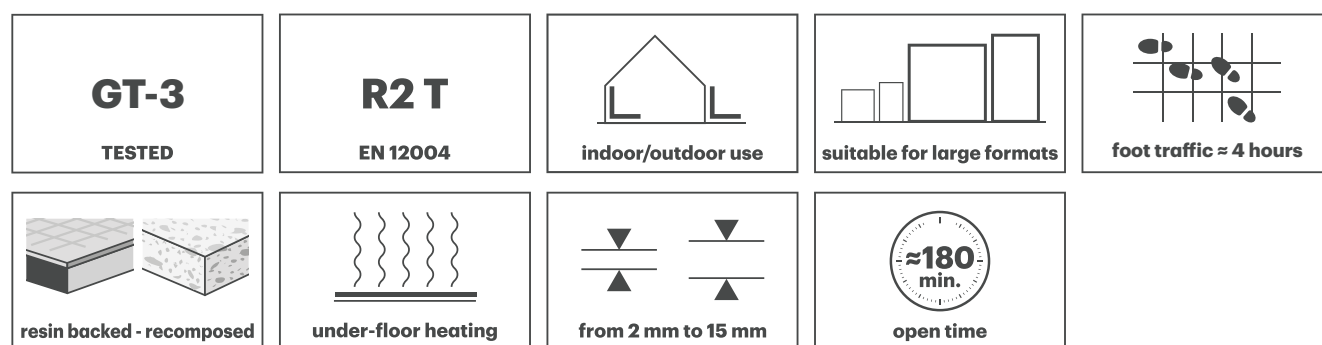 GT-3
TESTED
R2 T
EN 12004
indoor/outdoor use
suitable for large formats
foot traffic ≈ 4 hours
resin backed - recomposed
under-floor heating
from 2 mm to 15 mm
≈180
min.
open time